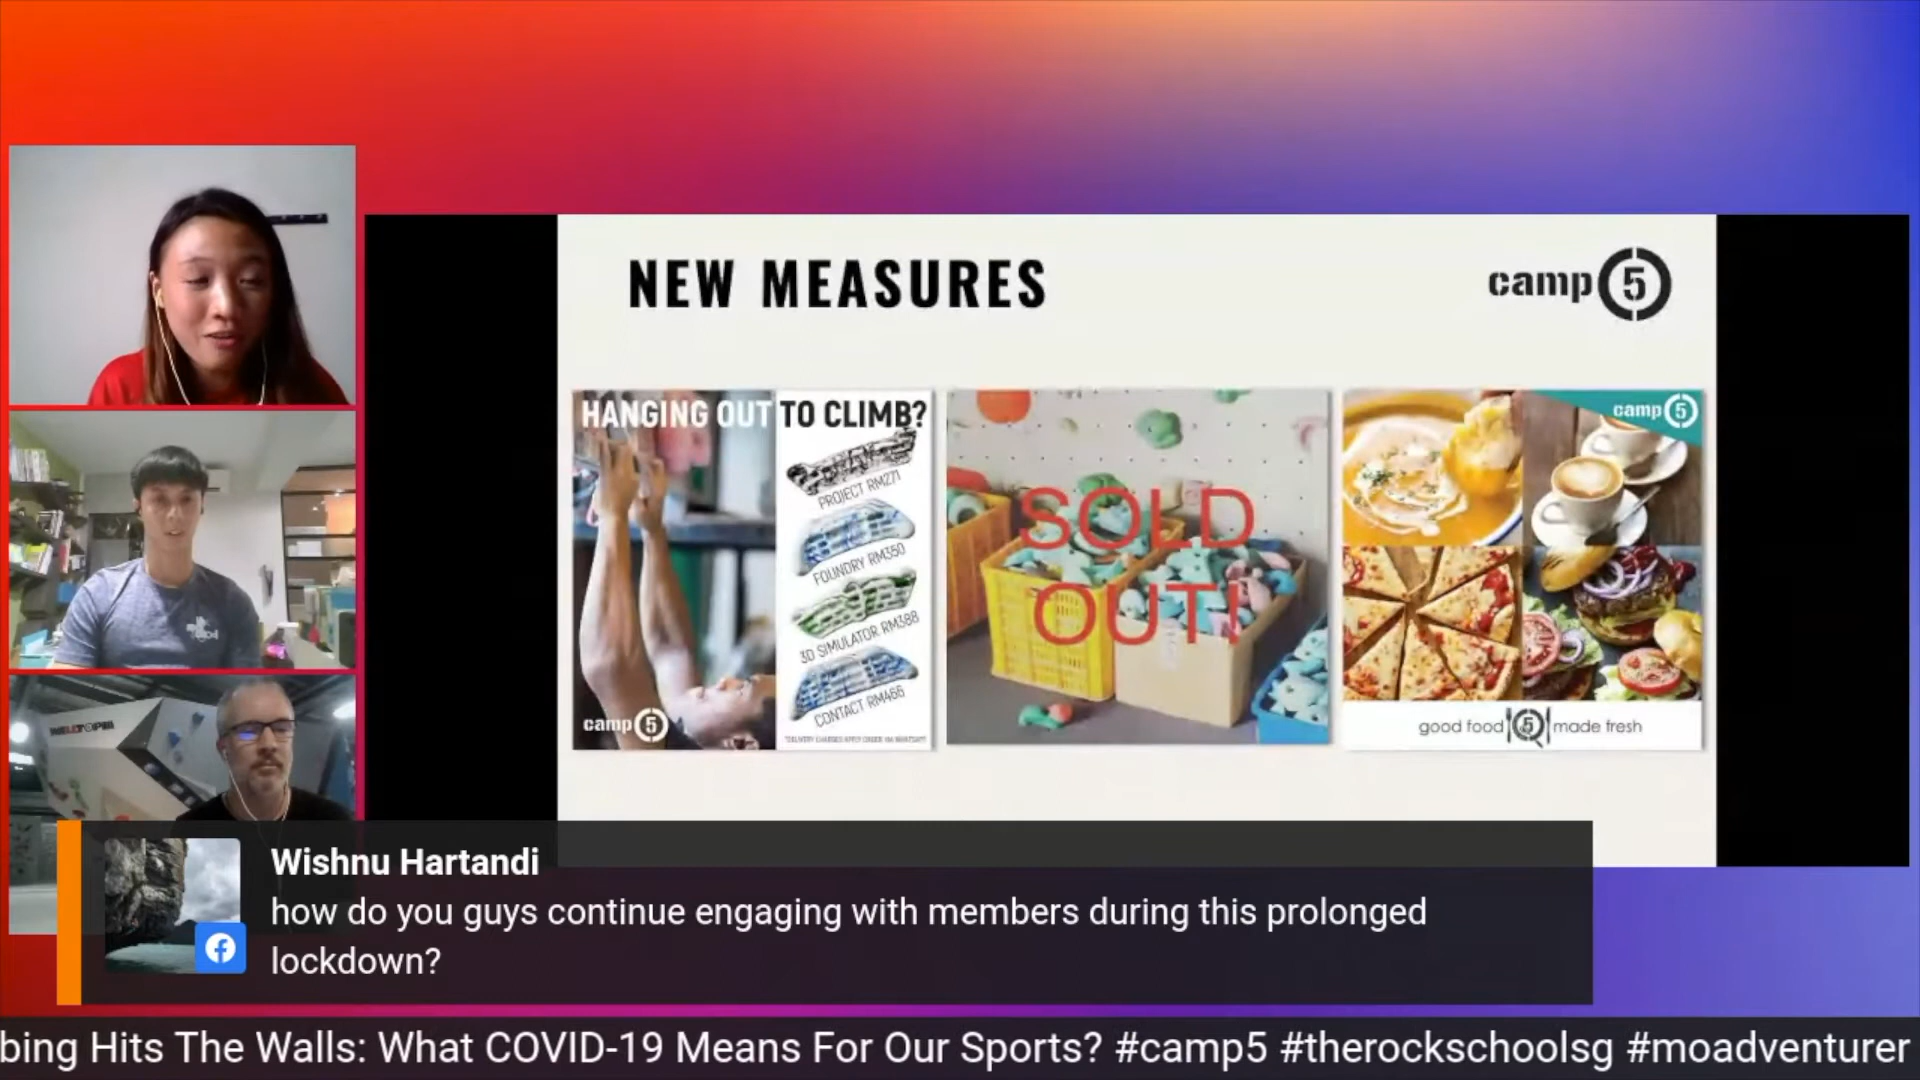 NEW MEASURES
camp 5
HANGING OUT TO CLIMB?
PROJECT RM271
FOUNDRY RM350
3D SIMULATOR RM388
CONTACT RM466
camp 5
SOLD
OUT!
camp 5
good food 5 made fresh
Wishnu Hartandi
how do you guys continue engaging with members during this prolonged
lockdown?
bing Hits The Walls: What COVID-19 Means For Our Sports? #camp5 #therockschoolsg #moadventurer